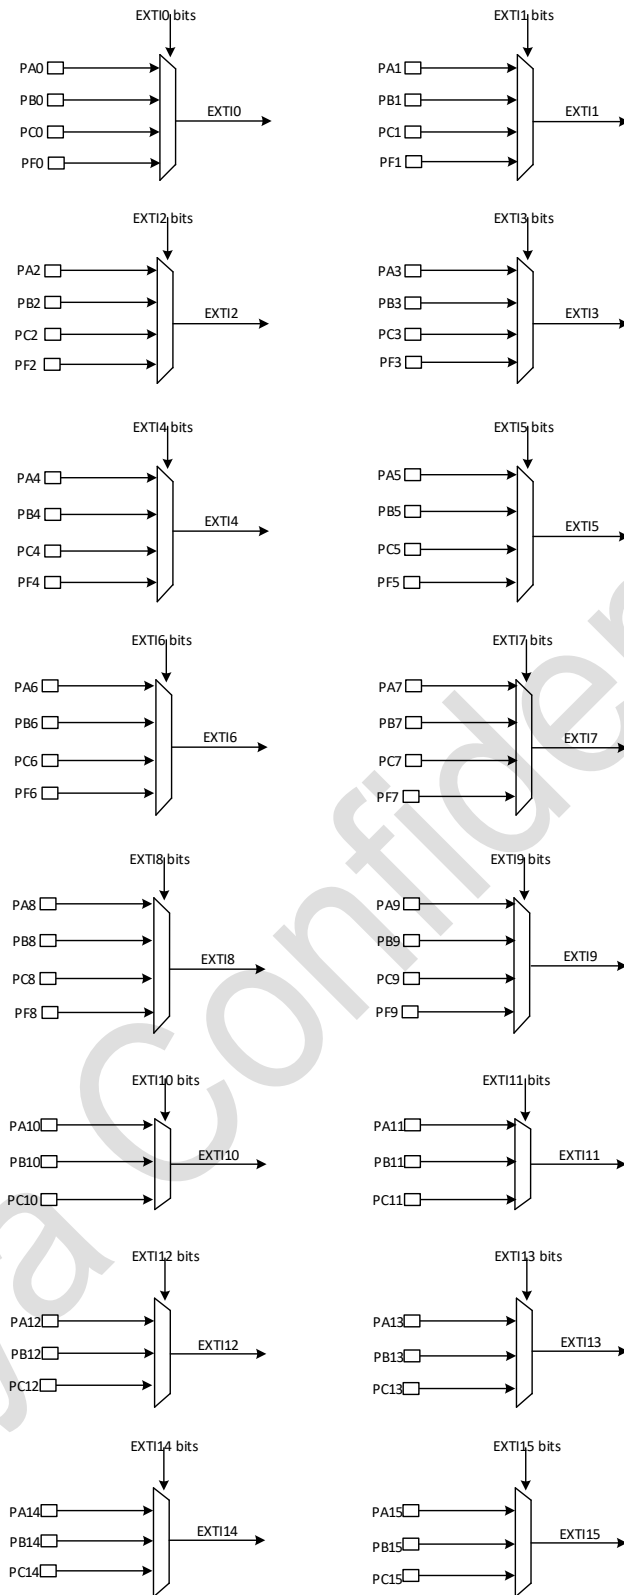 EXTI0 bits
PA0
PB0
PC0
PF0
EXTI0
EXTI1 bits
PA1
PB1
PC1
PF1
EXTI1
EXTI2 bits
PA2
PB2
PC2
PF2
EXTI2
EXTI3 bits
PA3
PB3
PC3
PF3
EXTI3
EXTI4 bits
PA4
PB4
PC4
PF4
EXTI4
EXTI5 bits
PA5
PB5
PC5
PF5
EXTI5
EXTI6 bits
PA6
PB6
PC6
PF6
EXTI6
EXTI7 bits
PA7
PB7
PC7
PF7
EXTI7
EXTI8 bits
PA8
PB8
PC8
PF8
EXTI8
EXTI9 bits
PA9
PB9
PC9
PF9
EXTI9
EXTI10 bits
PA10
PB10
PC10
EXTI10
EXTI11 bits
PA11
PB11
PC11
EXTI11
EXTI12 bits
PA12
PB12
PC12
EXTI12
EXTI13 bits
PA13
PB13
PC13
EXTI13
EXTI14 bits
PA14
PB14
PC14
EXTI14
EXTI15 bits
PA15
PB15
PC15
EXTI15